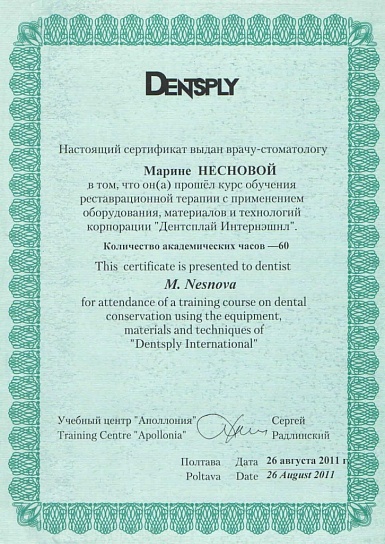 DENTSPLY
Настоящий сертификат выдан врачу-стоматологу
Марине НЕСНОВОЙ
в том, что он(а) прошёл курс обучения
реставрационной терапии с применением
оборудования, материалов и технологий
корпорации "Дентсплай Интернэшнл".
Количество академических часов —60
This certificate is presented to dentist
M. Nesnova
for attendance of a training course on dental
conservation using the equipment,
materials and techniques of
"Dentsply International"
Учебный центр "Аполлония" Сергей
Training Centre "Apollonia" Радлинский
Полтава Дата 26 августа 2011 г.
Poltava Date 26 August 2011